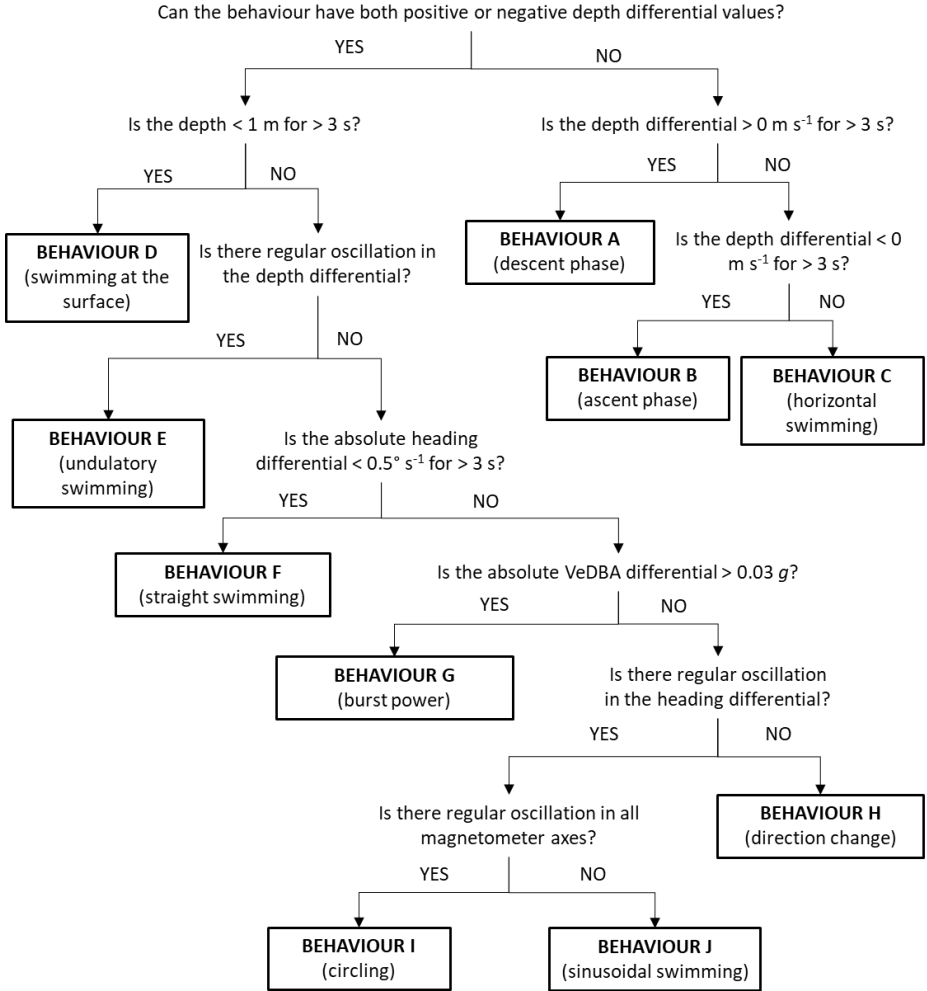 Can the behaviour have both positive or negative depth differential values?
YES
NO
Is the depth < 1 m for > 3 s?
Is the depth differential > 0 m s⁻¹ for > 3 s?
YES
NO
YES
NO
BEHAVIOUR D
(swimming at the
surface)
Is there regular oscillation in
the depth differential?
BEHAVIOUR A
(descent phase)
Is the depth differential < 0
m s⁻¹ for > 3 s?
YES
NO
YES
NO
BEHAVIOUR B
(ascent phase)
BEHAVIOUR C
(horizontal
swimming)
BEHAVIOUR E
(undulatory
swimming)
Is the absolute heading
differential < 0.5° s⁻¹ for > 3 s?
YES
NO
BEHAVIOUR F
(straight swimming)
Is the absolute VeDBA differential > 0.03 g?
YES
NO
BEHAVIOUR G
(burst power)
Is there regular oscillation
in the heading differential?
YES
NO
Is there regular oscillation in all
magnetometer axes?
BEHAVIOUR H
(direction change)
YES
NO
BEHAVIOUR I
(circling)
BEHAVIOUR J
(sinusoidal swimming)